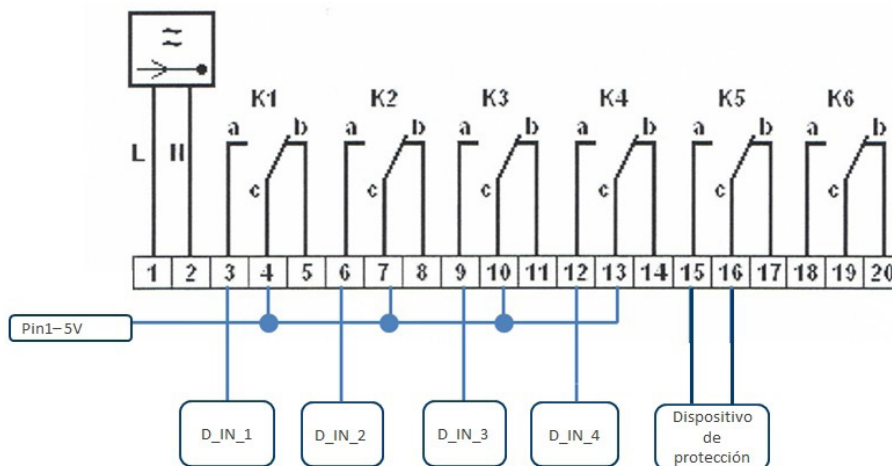 K1 K2 K3 K4 K5 K6
a b a b a b a b a b a b
L
c c c c c c
1 2 3 4 5 6 7 8 9 10 11 12 13 14 15 16 17 18 19 20
Pin1–5V
D_IN_1 D_IN_2 D_IN_3 D_IN_4
Dispositivo
de
protección